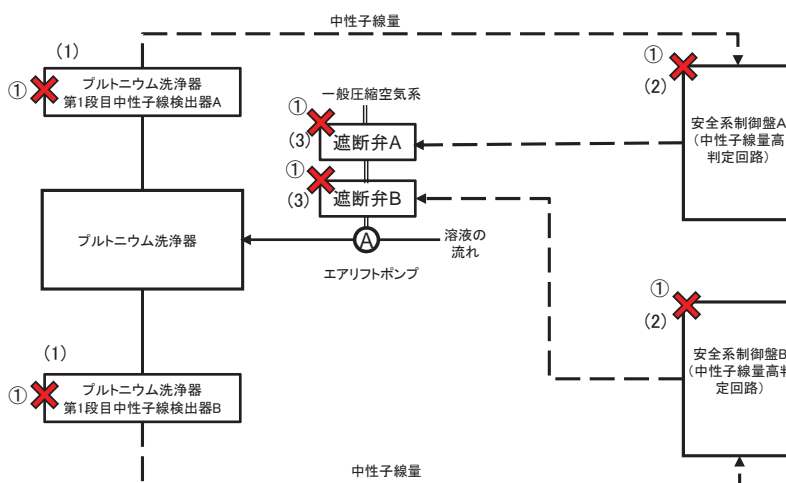 中性子線量
(1)
①
プルトニウム洗浄器
第1段目中性子線検出器A
一般圧縮空気系
①
(3)
遮断弁A
①
(3)
遮断弁B
①
(2)
安全系制御盤A
(中性子線量高
判定回路)
プルトニウム洗浄器
A
溶液の
流れ
エアリフトポンプ
①
(2)
安全系制御盤B
(中性子線量高判
定回路)
(1)
①
プルトニウム洗浄器
第1段目中性子線検出器B
中性子線量